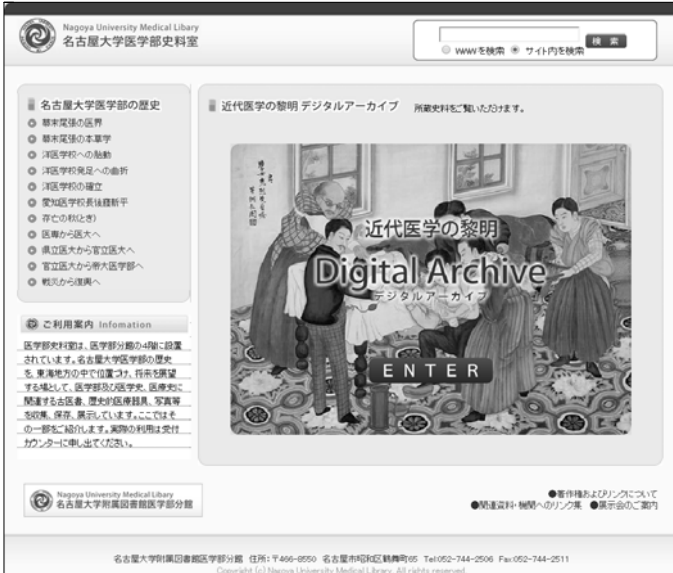 Nagoya University Medical Libary
名古屋大学医学部史料室
wwwを検索 サイト内を検索 検 索
名古屋大学医学部の歴史
幕末尾張の医界
幕末尾張の本草学
洋医学校への胎動
洋医学校発足への曲折
洋医学校の確立
愛知医学校長後藤新平
存亡の秋(とき)
医専から医大へ
県立医大から官立医大へ
官立医大から帝大医学部へ
戦災から復興へ
ご利用案内 Infomation
医学部史料室は、医学部分館の4階に設置
されています。名古屋大学医学部の歴史
を、東海地方の中で位置づけ、将来を展望
する場として、医学部及び医学史、医療史に
関連する古医書、歴史的医療器具、写真等
を収集、保存、展示しています。ここではそ
の一部をご紹介します。実際の利用は受付
カウンターに申し出てください。
近代医学の黎明 デジタルアーカイブ 所蔵史料をご覧いただけます。
近代医学の黎明
Digital Archive
デジタルアーカイブ
ENTER
Nagoya University Medical Libary
名古屋大学附属図書館医学部分館
●著作権およびリンクについて
●関連資料・機関へのリンク集 ●展示会のご案内
名古屋大学附属図書館医学部分館 住所:〒466-8550 名古屋市昭和区鶴舞町65 Tel:052-744-2506 Fax:052-744-2511
Copyright (c) Nagoya University Medical Library. All rights reserved.